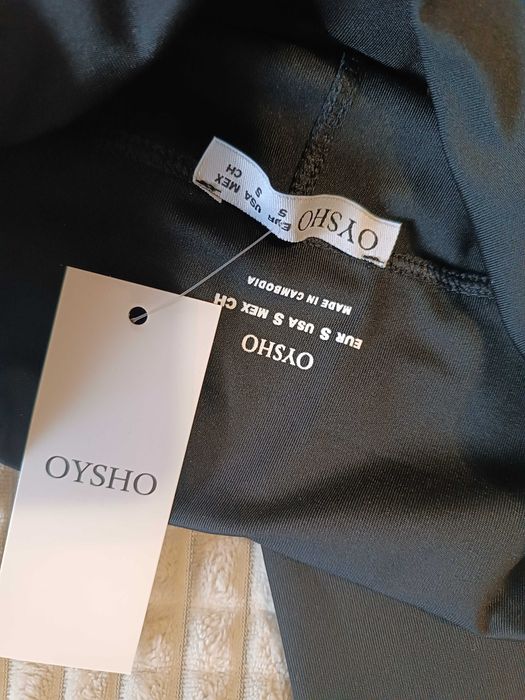 OYSHO
EUR USA MEX
S S CH
OYSHO
EUR S USA S MEX CH
MADE IN CAMBODIA
OYSHO